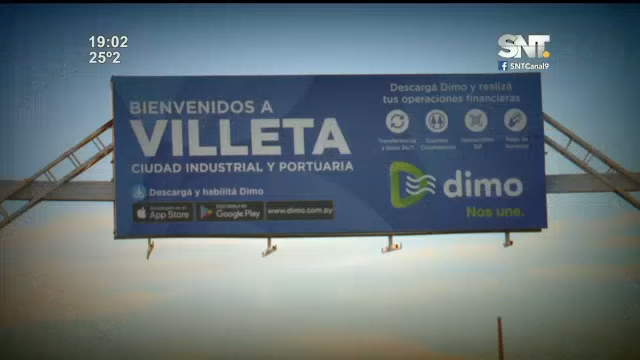 19:02
25°2
SNT
SNTCanal9
BIENVENIDOS A
VILLETA
CIUDAD INDUSTRIAL Y PORTUARIA
Descargá y habilitá Dimo
App Store
Google Play
www.dimo.com.py
Descargá Dimo y realizá
tus operaciones financieras
dimo
Nos une.